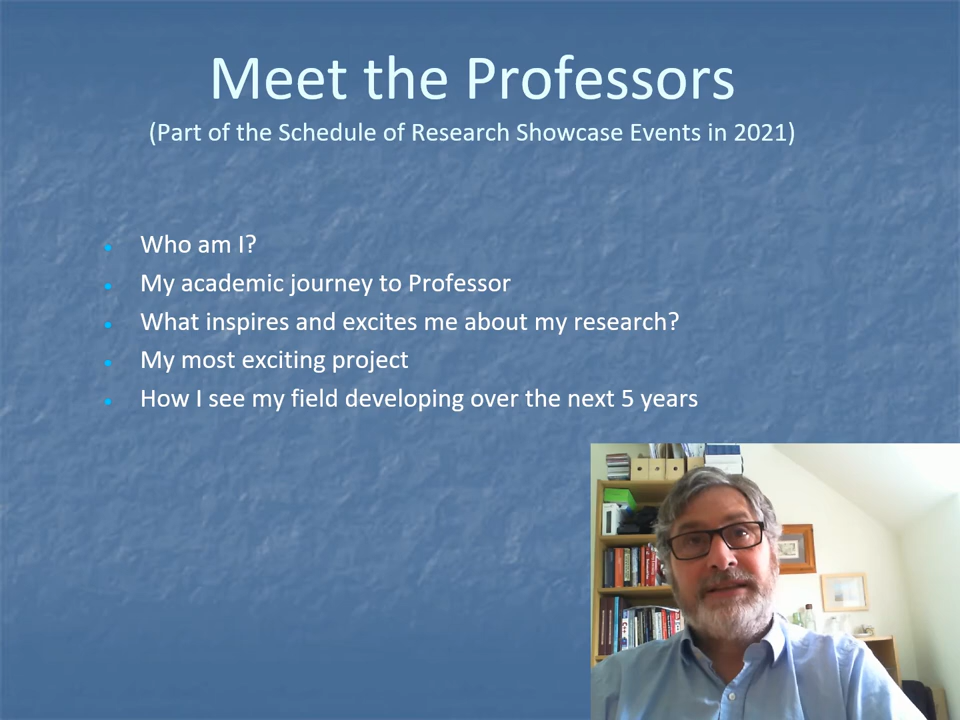 Meet the Professors
(Part of the Schedule of Research Showcase Events in 2021)
Who am I?
My academic journey to Professor
What inspires and excites me about my research?
My most exciting project
How I see my field developing over the next 5 years